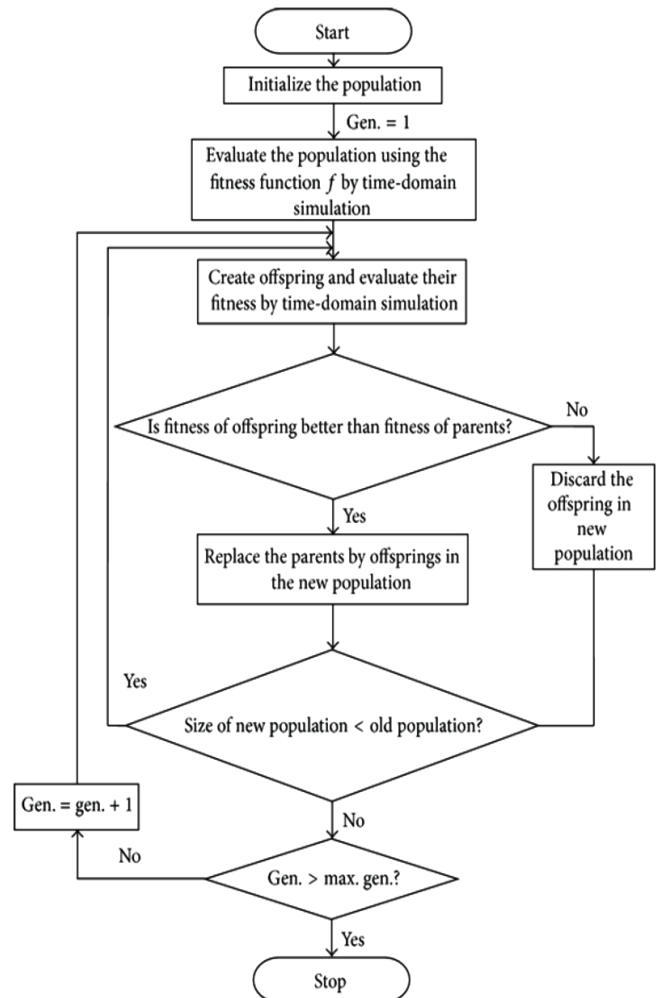 Start
Initialize the population
Gen. = 1
Evaluate the population using the
fitness function f by time-domain
simulation
Create offspring and evaluate their
fitness by time-domain simulation
Is fitness of offspring better than fitness of parents?
No
Discard the
offspring in
new
population
Yes
Replace the parents by offsprings in
the new population
Yes
Size of new population < old population?
Gen. = gen. + 1
No
No
Gen. > max. gen.?
Yes
Stop